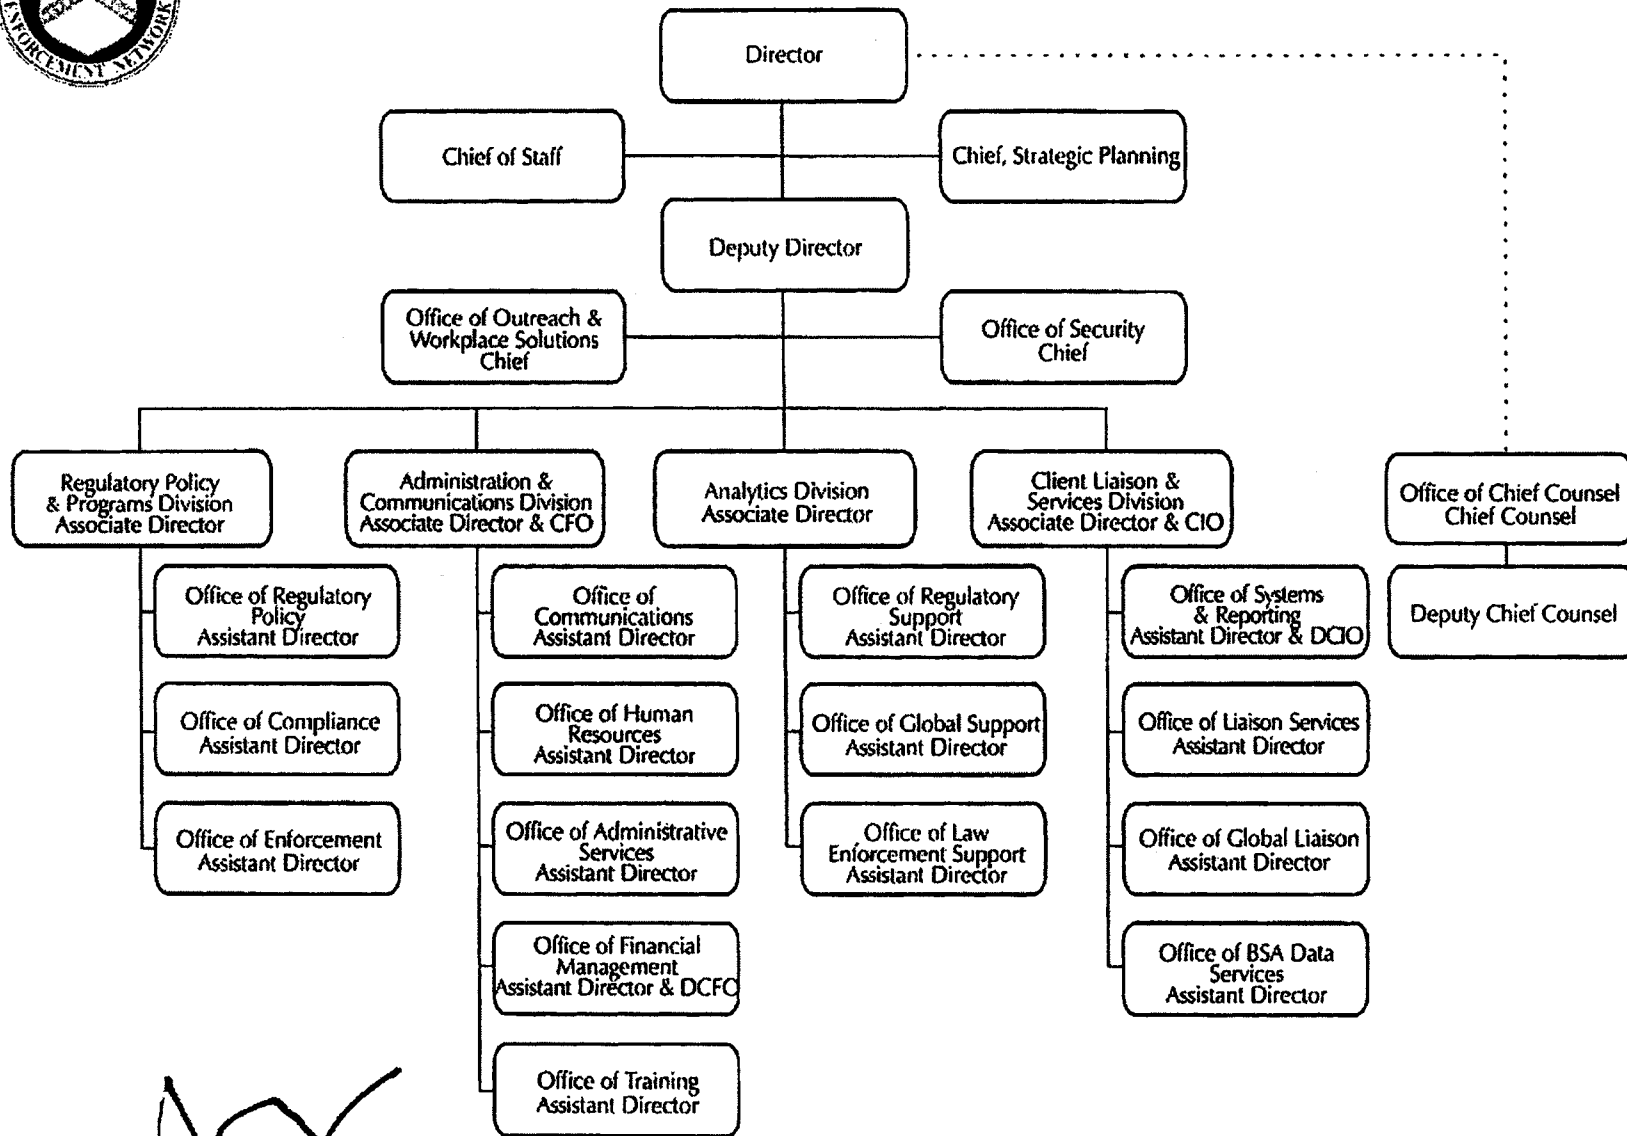 ENFORCEMENT NETWORK
Director
Chief of Staff
Chief, Strategic Planning
Deputy Director
Office of Outreach &
Workplace Solutions
Chief
Office of Security
Chief
Regulatory Policy
& Programs Division
Associate Director
Administration &
Communications Division
Associate Director & CFO
Analytics Division
Associate Director
Client Liaison &
Services Division
Associate Director & CIO
Office of Chief Counsel
Chief Counsel
Deputy Chief Counsel
Office of Regulatory
Policy
Assistant Director
Office of Compliance
Assistant Director
Office of Enforcement
Assistant Director
Office of
Communications
Assistant Director
Office of Human
Resources
Assistant Director
Office of Administrative
Services
Assistant Director
Office of Financial
Management
Assistant Director & DCFO
Office of Training
Assistant Director
Office of Regulatory
Support
Assistant Director
Office of Global Support
Assistant Director
Office of Law
Enforcement Support
Assistant Director
Office of Systems
& Reporting
Assistant Director & DCIO
Office of Liaison Services
Assistant Director
Office of Global Liaison
Assistant Director
Office of BSA Data
Services
Assistant Director